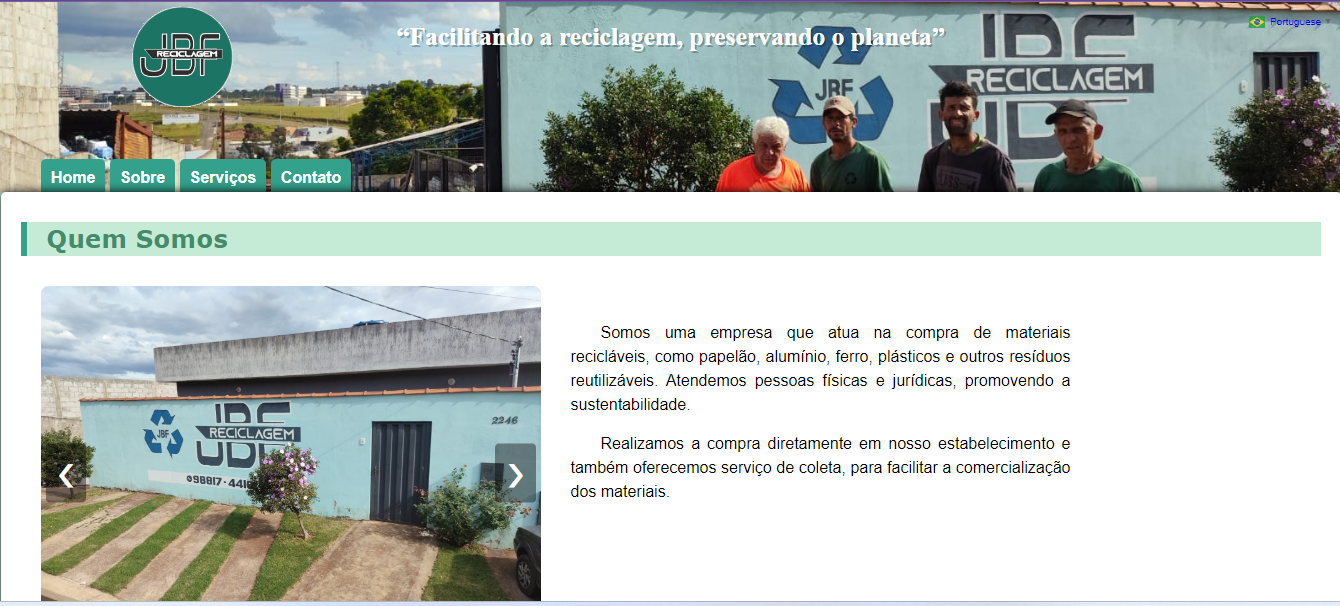 JBF
RECICLAGEM
JBF
“Facilitando a reciclagem, preservando o planeta”
Portuguese
JBF
JBF
RECICLAGEM
JBF
Home Sobre Serviços Contato
Quem Somos
JBF
JBF
RECICLAGEM
JBF
2246
Somos uma empresa que atua na compra de materiais
recicláveis, como papelão, alumínio, ferro, plásticos e outros resíduos
reutilizáveis. Atendemos pessoas físicas e jurídicas, promovendo a
sustentabilidade.
Realizamos a compra diretamente em nosso estabelecimento e
também oferecemos serviço de coleta, para facilitar a comercialização
dos materiais.